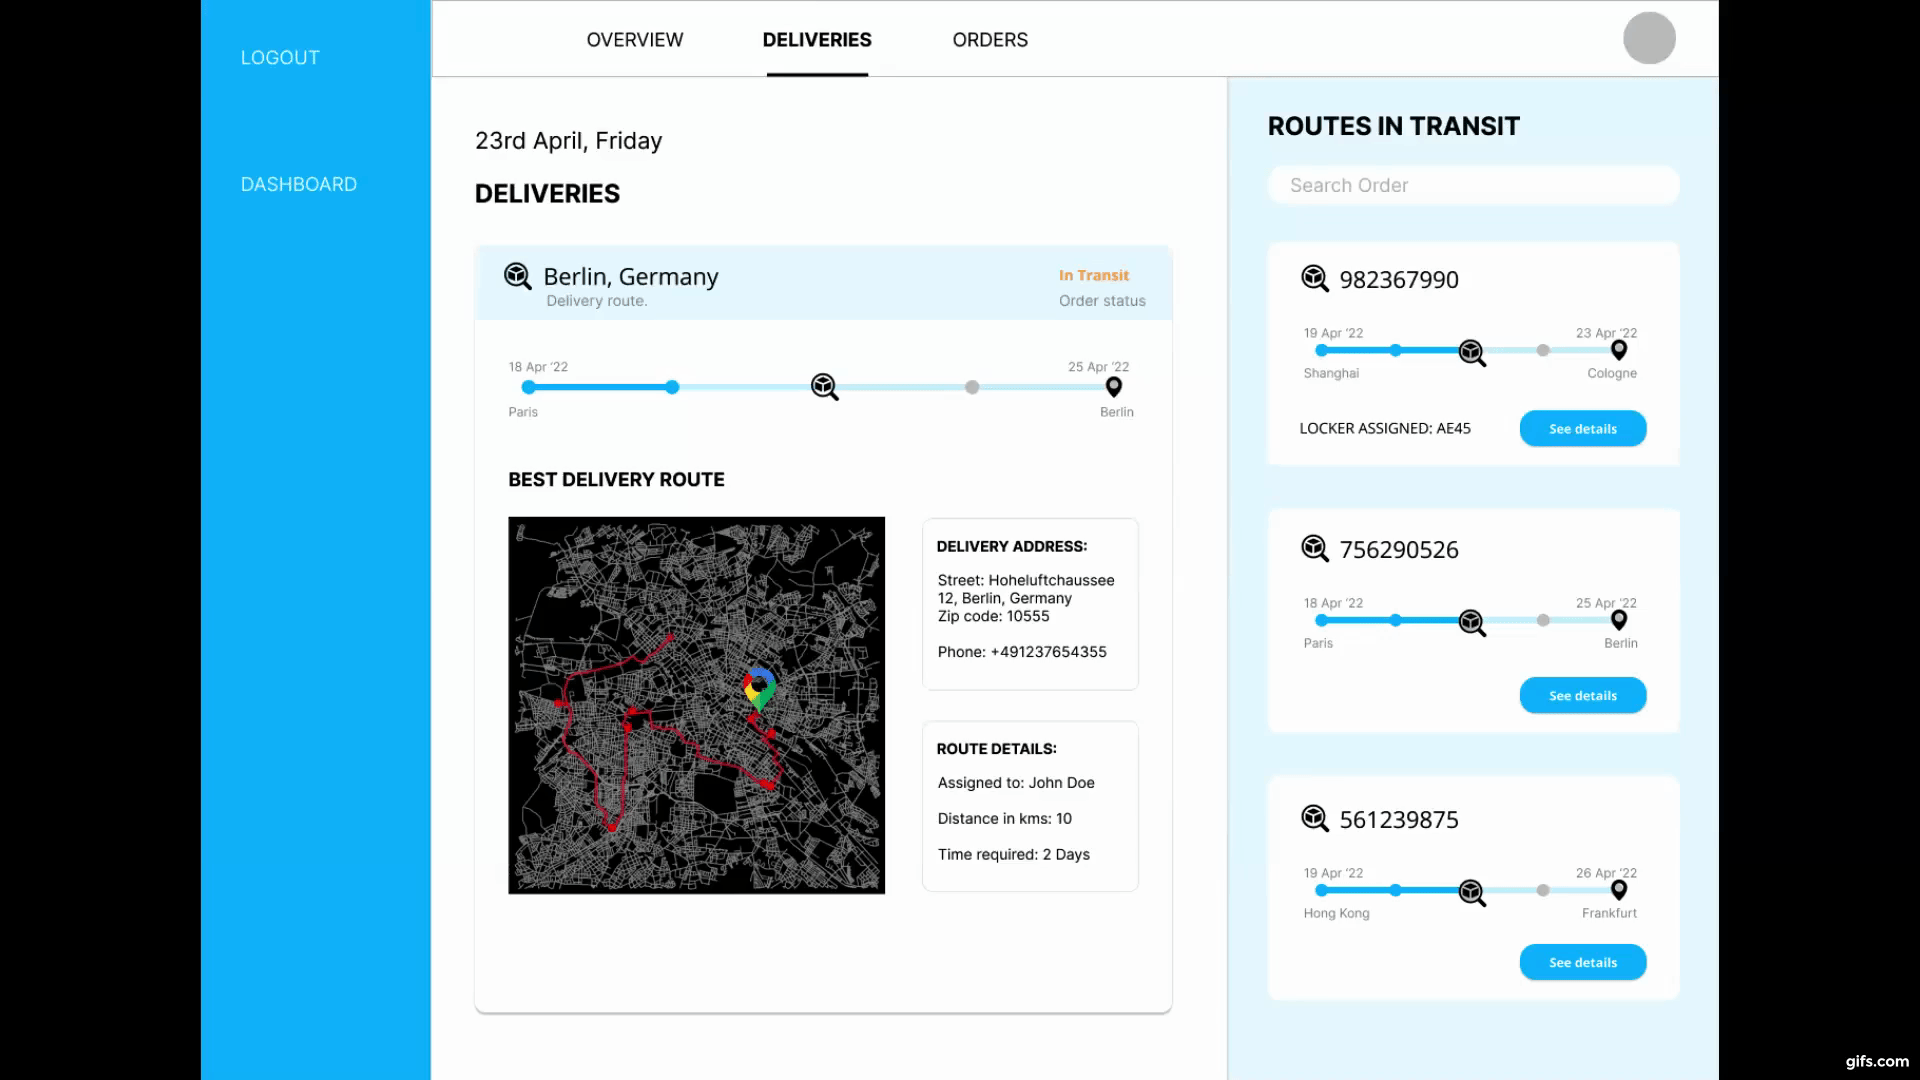 LOGOUT
DASHBOARD
OVERVIEW
DELIVERIES
ORDERS
23rd April, Friday
DELIVERIES
Berlin, Germany
Delivery route.
In Transit
Order status
18 Apr ‘22
25 Apr ‘22
Paris
Berlin
BEST DELIVERY ROUTE
DELIVERY ADDRESS:
Street: Hoheluftchaussee
12, Berlin, Germany
Zip code: 10555
Phone: +491237654355
ROUTE DETAILS:
Assigned to: John Doe
Distance in kms: 10
Time required: 2 Days
ROUTES IN TRANSIT
Search Order
982367990
19 Apr ‘22
23 Apr ‘22
Shanghai
Cologne
LOCKER ASSIGNED: AE45
See details
756290526
18 Apr ‘22
25 Apr ‘22
Paris
Berlin
See details
561239875
19 Apr ‘22
26 Apr ‘22
Hong Kong
Frankfurt
See details
gifs.com